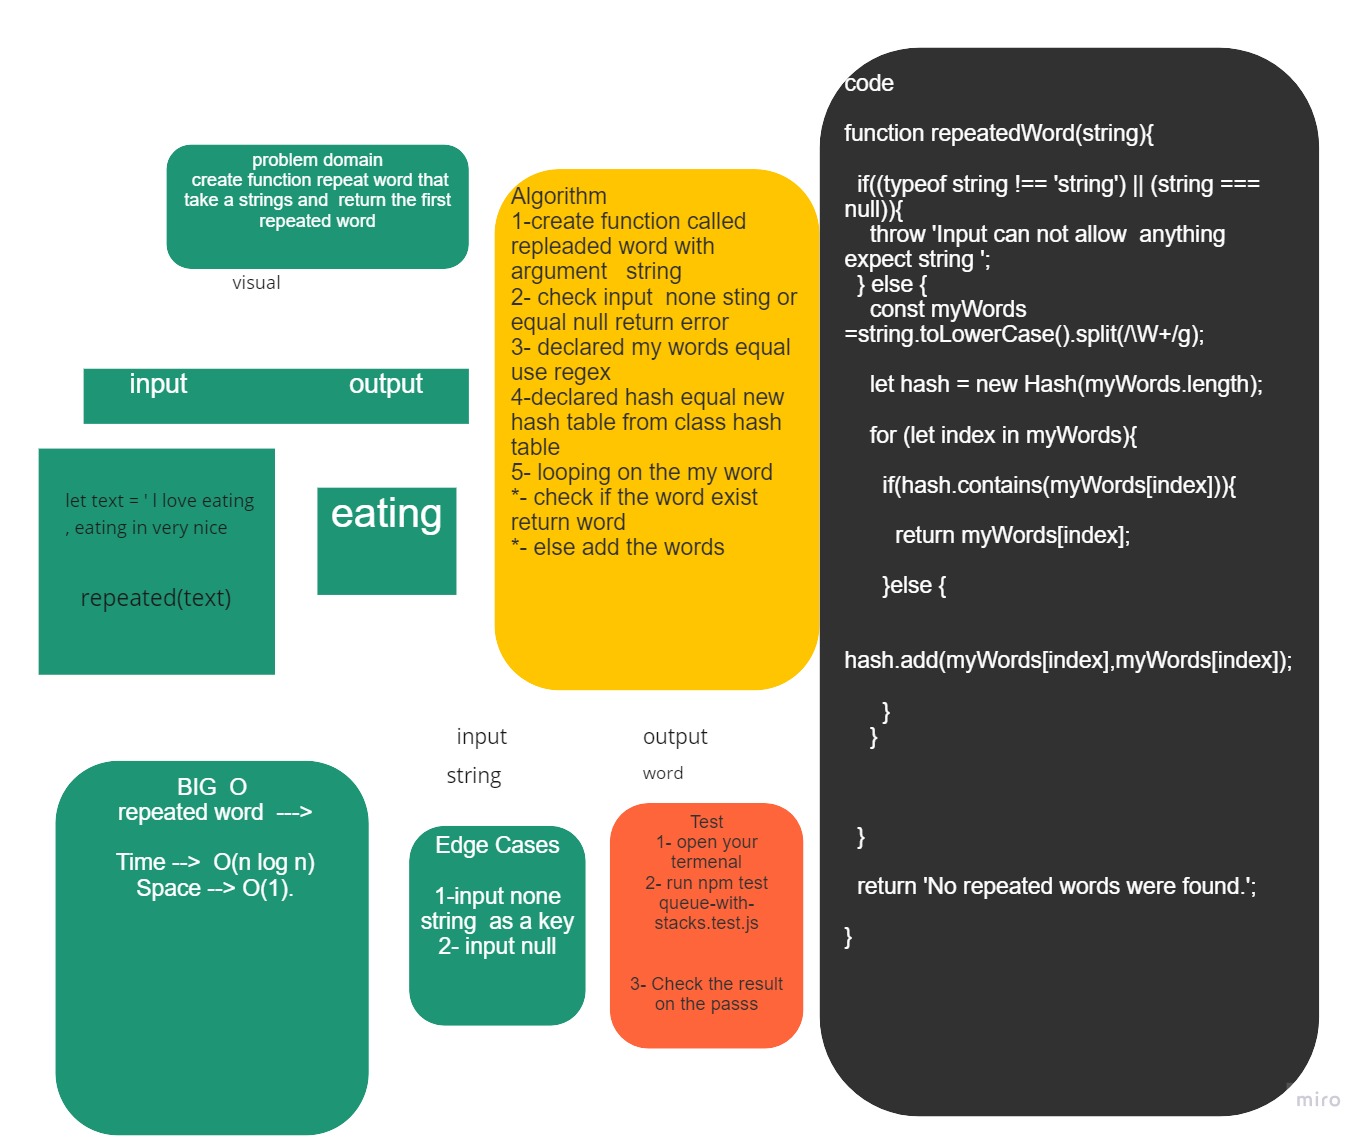 problem domain
create function repeat word that
take a strings and  return the first
repeated word
visual
input
output
let text = ' I love eating
, eating in very nice
repeated(text)
eating
Algorithm
1-create function called
repleaded word with
argument   string
2- check input  none sting or
equal null return error
3- declared my words equal
use regex
4-declared hash equal new
hash table from class hash
table
5- looping on the my word
*- check if the word exist
return word
*- else add the words
code
function repeatedWord(string){
if((typeof string !== 'string') || (string ===
null)){
throw 'Input can not allow  anything
expect string ';
} else {
const myWords
=string.toLowerCase().split(/\W+/g);
let hash = new Hash(myWords.length);
for (let index in myWords){
if(hash.contains(myWords[index])){
return myWords[index];
}else {
hash.add(myWords[index],myWords[index]);
}
}
}
return 'No repeated words were found.';
}
BIG  O
repeated word  --->
Time -->  O(n log n)
Space --> O(1).
input
output
string
word
Edge Cases
1-input none
string  as a key
2- input null
Test
1- open your
termenal
2- run npm test
queue-with-
stacks.test.js
3- Check the result
on the passs
miro